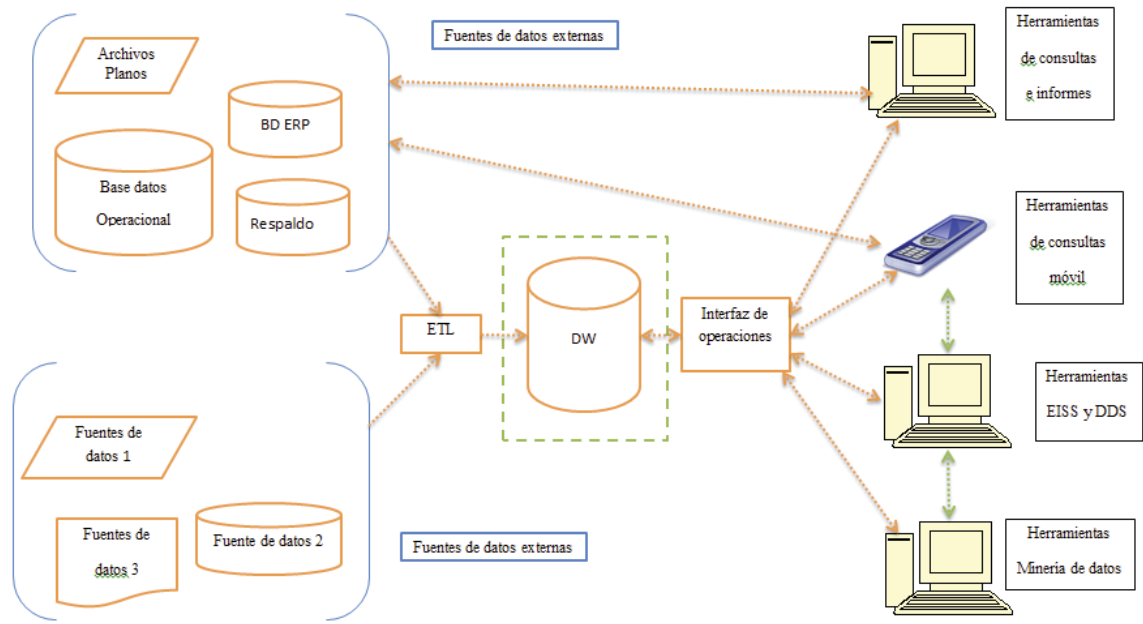 Archivos
Planos
BD ERP
Base datos
Operacional
Respaldo
Fuentes de datos externas
Herramientas
de consultas
e informes
Herramientas
de consultas
móvil
ETL
DW
Interfaz de
operaciones
Herramientas
EISS y DDS
Fuentes de
datos 1
Fuente de datos 2
Fuentes de
datos 3
Fuentes de datos externas
Herramientas
Mineria de datos